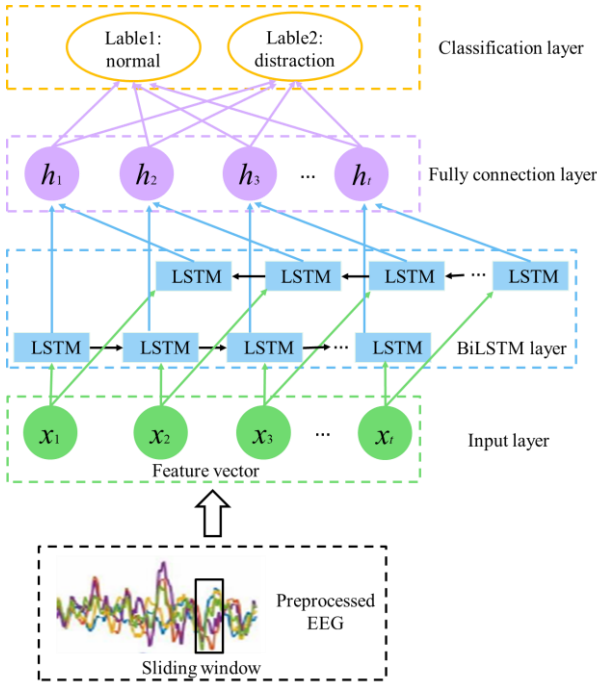 Lable1:
normal
Lable2:
distraction
Classification layer
h1
h2
h3
...
ht
Fully connection layer
LSTM
LSTM
LSTM
...
LSTM
LSTM
LSTM
LSTM
...
LSTM
BiLSTM layer
x1
x2
x3
...
xt
Input layer
Feature vector
Preprocessed
EEG
Sliding window